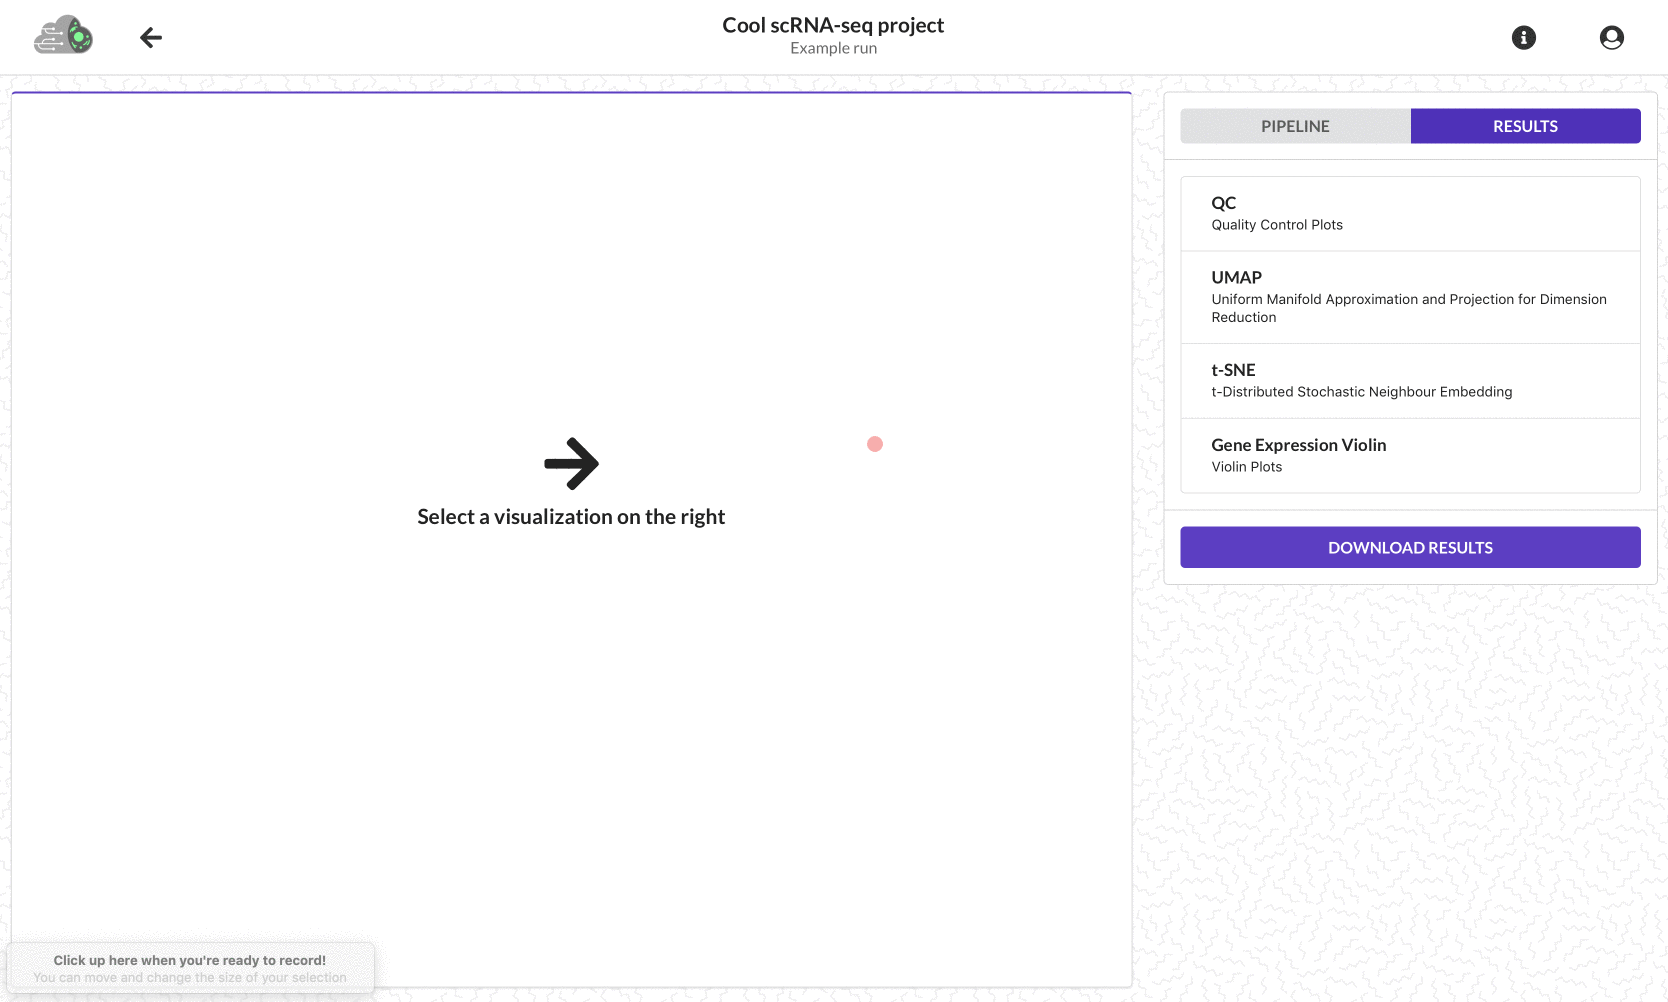 Cool scRNA-seq project
Example run
PIPELINE
RESULTS
QC
Quality Control Plots
UMAP
Uniform Manifold Approximation and Projection for Dimension
Reduction
t-SNE
t-Distributed Stochastic Neighbour Embedding
Gene Expression Violin
Violin Plots
DOWNLOAD RESULTS
Select a visualization on the right
Click up here when you're ready to record!
You can move and change the size of your selection